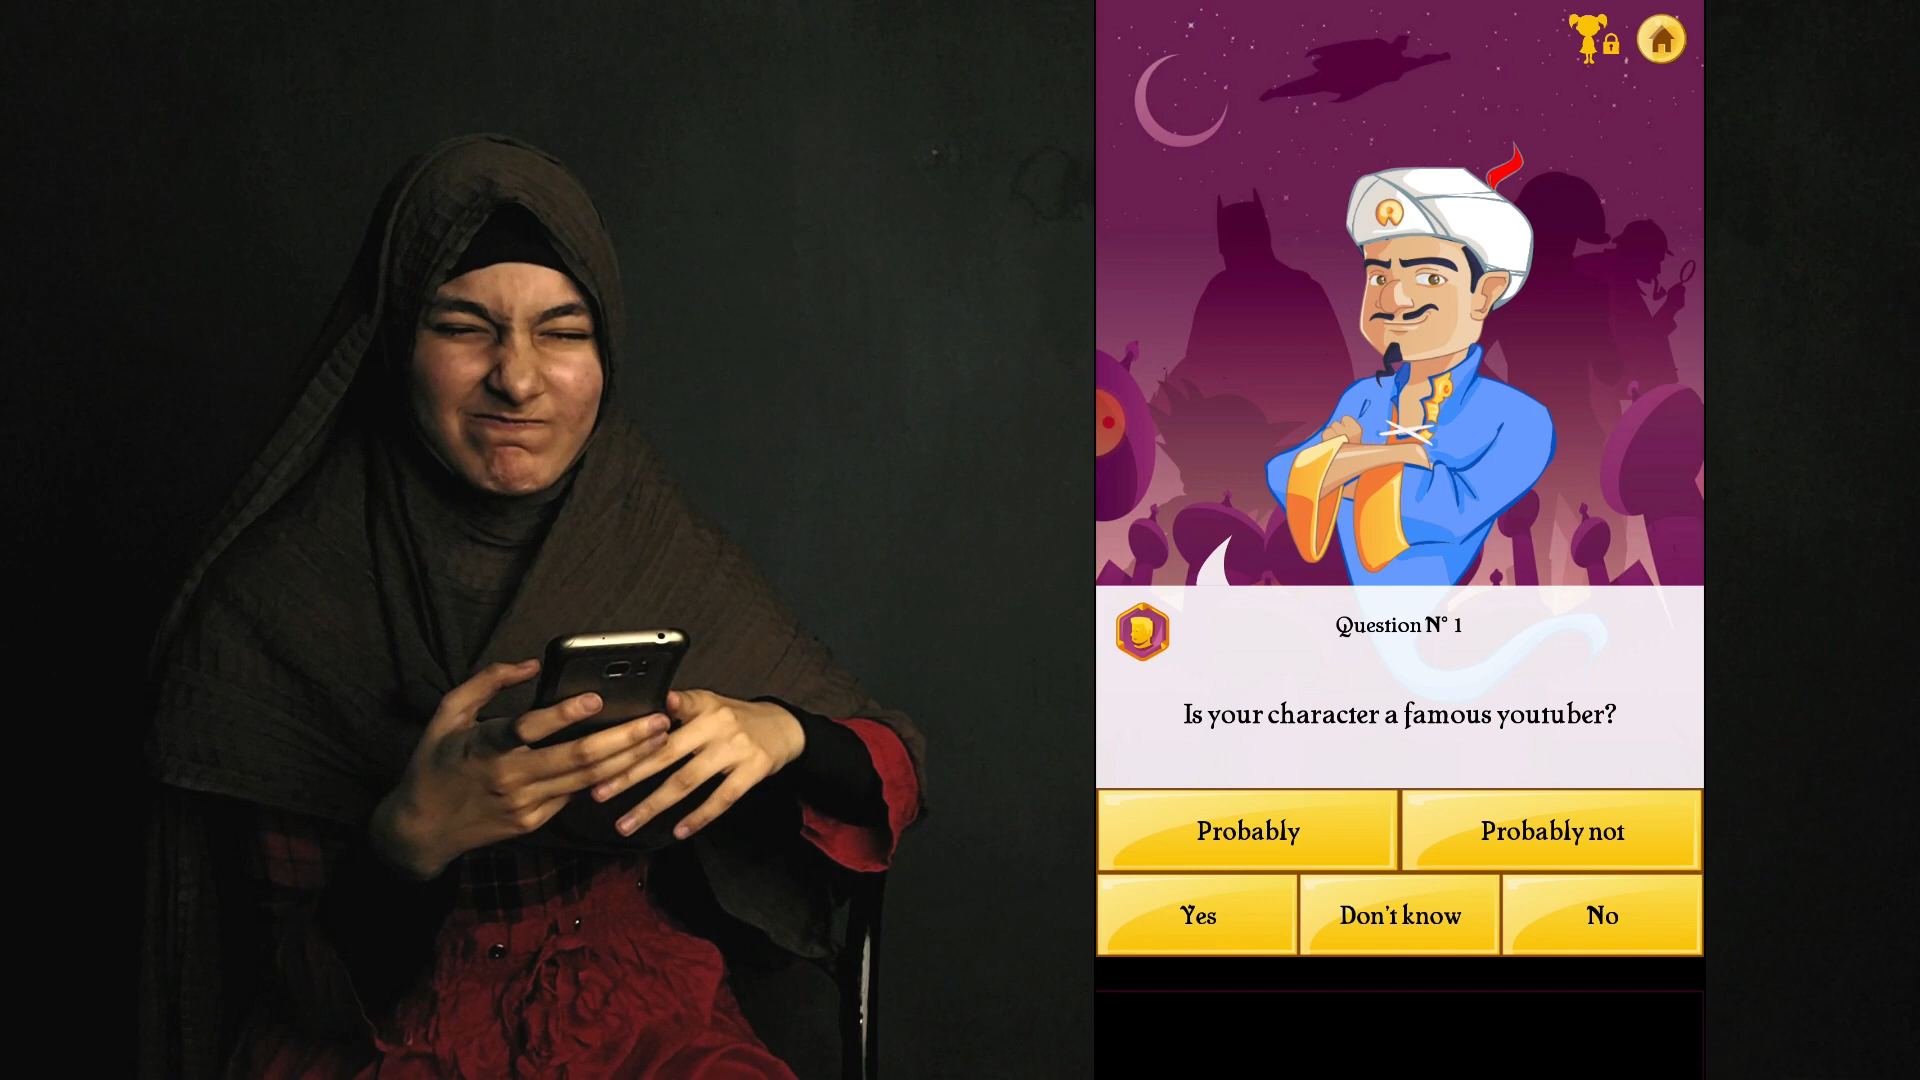 Question N° 1
Is your character a famous youtuber?
Probably
Probably not
Yes
Don't know
No